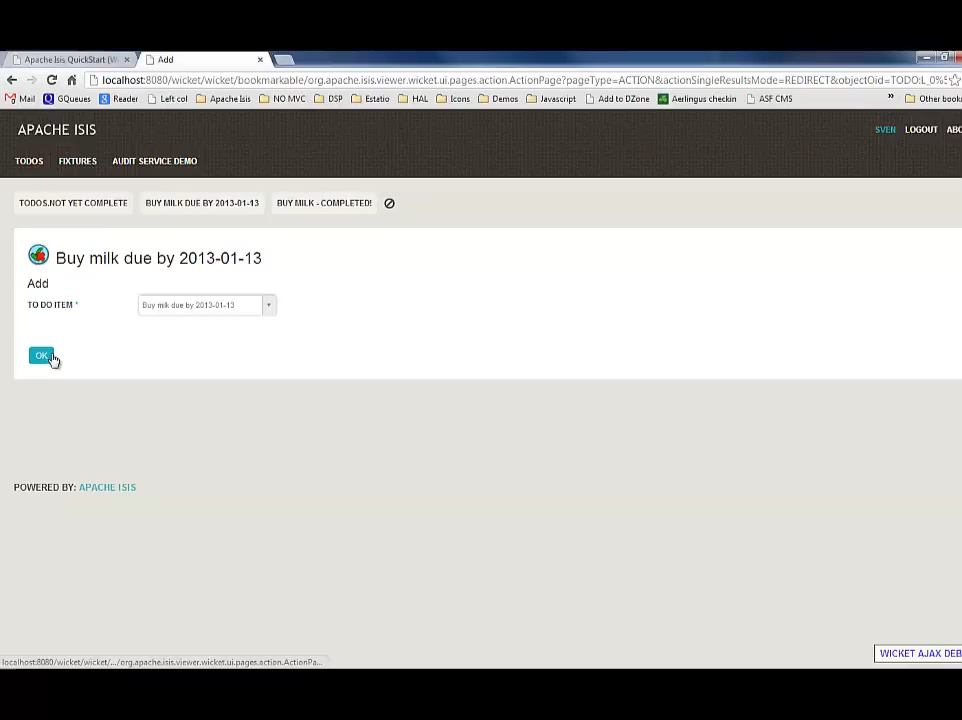 Apache Isis QuickStart (W
Add
localhost:8080/wicket/wicket/bookmarkable/org.apache.isis.viewer.wicket.ui.pages.action.ActionPage?pageType=ACTION&actionSingleResultsMode=REDIRECT&objectOid=TODO:L_0%5
Mail GQueues Reader Left col Apache Isis NO MVC DSP Estatio HAL Icons Demos Javascript Add to DZone Aerlingus checkin ASF CMS » Other book
APACHE ISIS
SVEN LOGOUT ABO
TODOS FIXTURES AUDIT SERVICE DEMO
TODOS.NOT YET COMPLETE BUY MILK DUE BY 2013-01-13 BUY MILK - COMPLETED!
Buy milk due by 2013-01-13
Add
TO DO ITEM * Buy milk due by 2013-01-13
OK
POWERED BY: APACHE ISIS
localhost:8080/wicket/wicket/.../org.apache.isis.viewer.wicket.ui.pages.action.ActionPa...
WICKET AJAX DEB